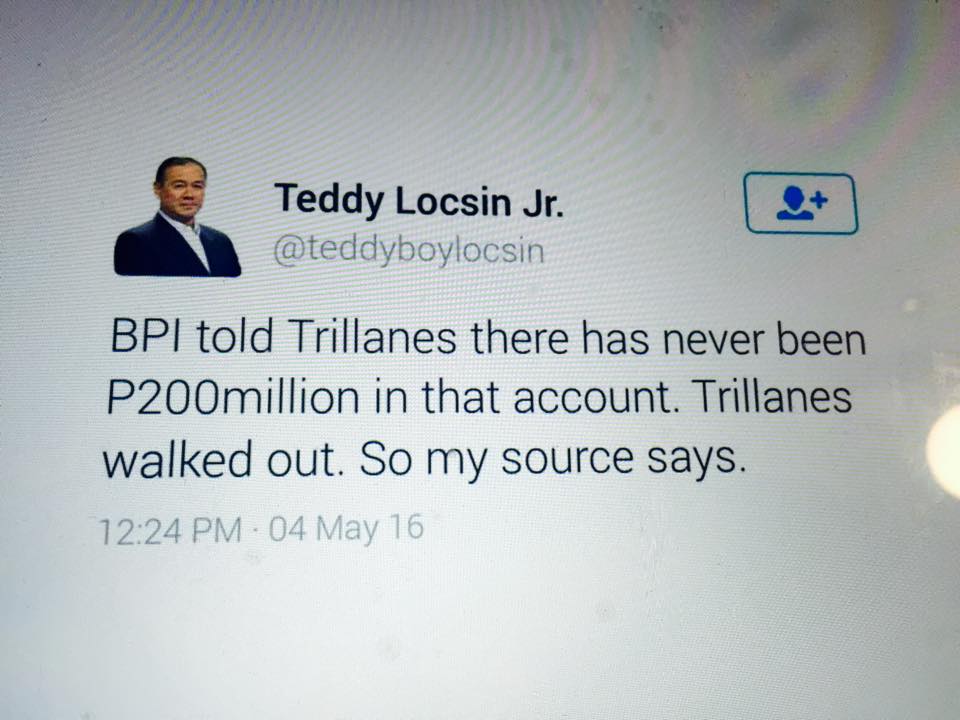 Teddy Locsin Jr.
@teddyboylocsin
BPI told Trillanes there has never been
P200million in that account. Trillanes
walked out. So my source says.
12:24 PM · 04 May 16